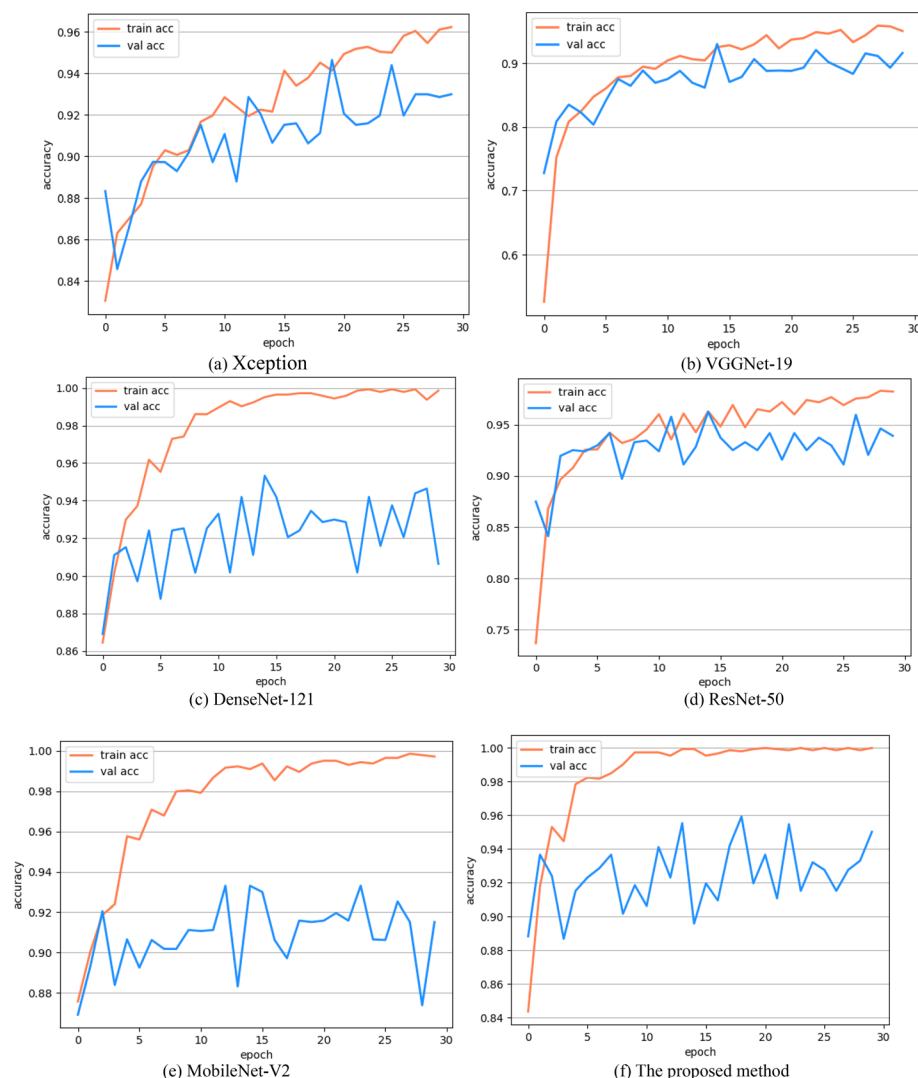 0.96
0.94
0.92
0.90
0.88
0.86
0.84
accuracy
train acc
val acc
0 5 10 15 20 25 30
epoch
(a) Xception
0.9
0.8
0.7
0.6
accuracy
train acc
val acc
0 5 10 15 20 25 30
epoch
(b) VGGNet-19
1.00
0.98
0.96
0.94
0.92
0.90
0.88
0.86
accuracy
train acc
val acc
0 5 10 15 20 25 30
epoch
(c) DenseNet-121
0.95
0.90
0.85
0.80
0.75
accuracy
train acc
val acc
0 5 10 15 20 25 30
epoch
(d) ResNet-50
1.00
0.98
0.96
0.94
0.92
0.90
0.88
accuracy
train acc
val acc
0 5 10 15 20 25 30
epoch
(e) MobileNet-V2
1.00
0.98
0.96
0.94
0.92
0.90
0.88
0.86
0.84
accuracy
train acc
val acc
0 5 10 15 20 25 30
epoch
(f) The proposed method